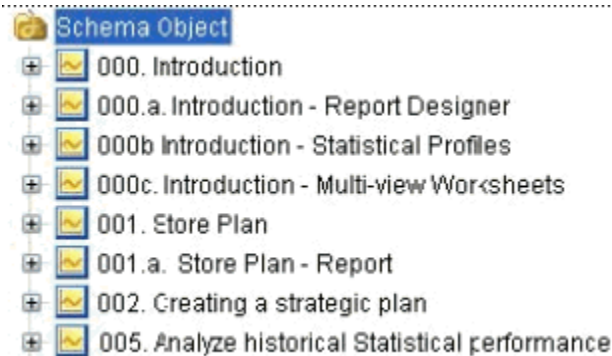 Schema Object
000. Introduction
000.a. Introduction - Report Designer
000b Introduction - Statistical Profiles
000c. Introduction - Multi-view Worksheets
001. Store Plan
001.a. Store Plan - Report
002. Creating a strategic plan
005. Analyze historical Statistical performance